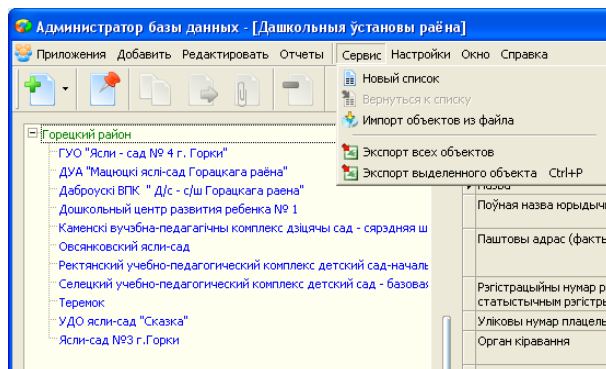 Администратор базы данных - [Дашкольныя ўстановы раёна]
Приложения Добавить Редактировать Отчеты Сервис Настройки Окно Справка
Новый список
Вернуться к списку
Импорт объектов из файла
Экспорт всех объектов
Экспорт выделенного объекта Ctrl+P
Горецкий район
ГУО "Ясли - сад № 4 г. Горки"
ДУА "Мацюцкі яслі-сад Горацкага раёна"
Даброускі ВПК " Д/с - с/ш Горацкага раена"
Дошкольный центр развития ребенка № 1
Каменскі вучэбна-педагагічны комплекс дзіцячы сад - сярэдняя ш
Овсянковский ясли-сад
Ректянский учебно-педагогический комплекс детский сад-началь
Селецкий учебно-педагогический комплекс детский сад - базовая
Теремок
УДО ясли-сад "Сказка"
Ясли-сад №3 г.Горки
Назва
Поўная назва юрыдычн
Паштовы адрас (факты
Рэгістрацыйны нумар р
статыстычным рэгістры
Уліковы нумар плацель
Орган кіравання